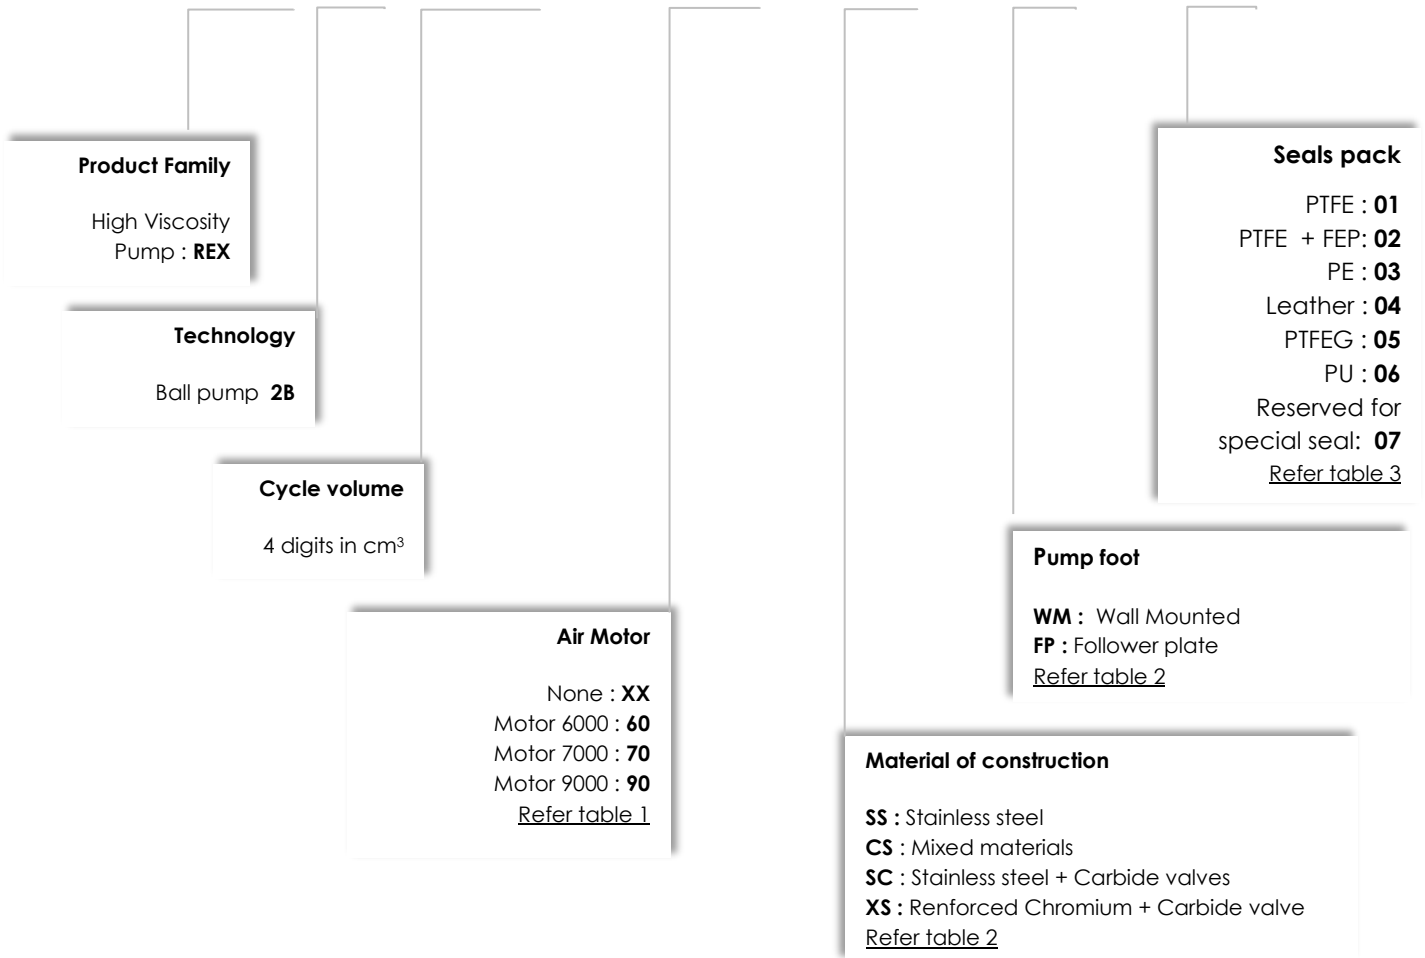 Product Family
High Viscosity
Pump : REX
Technology
Ball pump 2B
Cycle volume
4 digits in cm³
Air Motor
None : XX
Motor 6000 : 60
Motor 7000 : 70
Motor 9000 : 90
Refer table 1
Seals pack
PTFE : 01
PTFE + FEP: 02
PE : 03
Leather : 04
PTFEG : 05
PU : 06
Reserved for
special seal: 07
Refer table 3
Pump foot
WM : Wall Mounted
FP : Follower plate
Refer table 2
Material of construction
SS : Stainless steel
CS : Mixed materials
SC : Stainless steel + Carbide valves
XS : Renforced Chromium + Carbide valve
Refer table 2